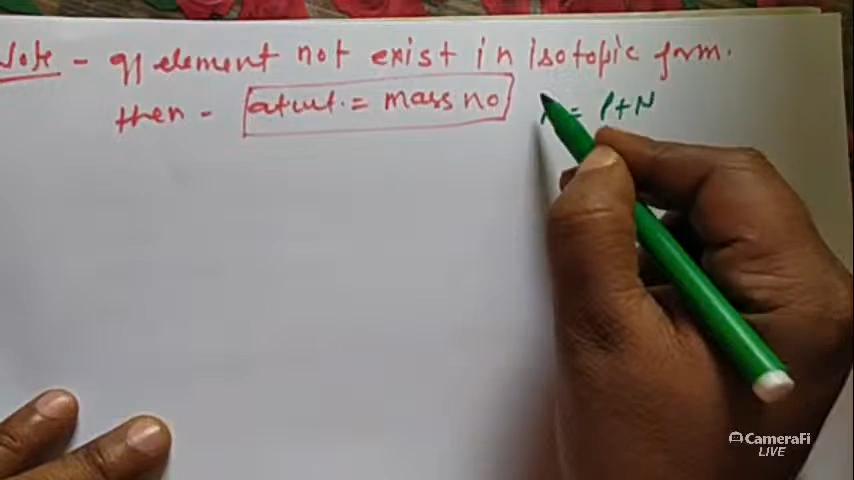 Note - If element not exist in isotopic form.
then - at wt. = mass no = P+N
CameraFi
LIVE